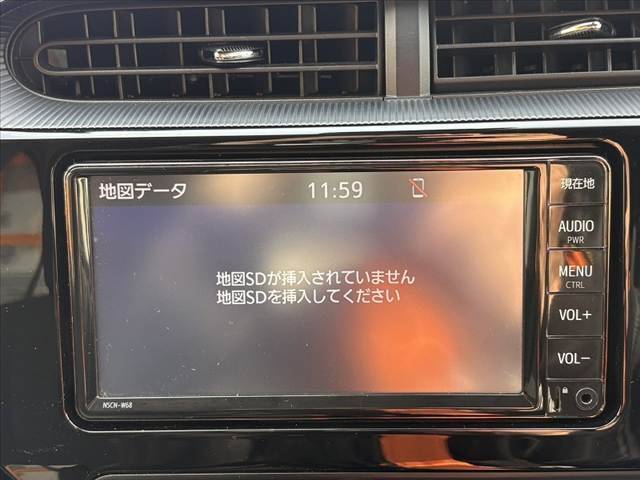 地図データ 11:59
地図SDが挿入されていません
地図SDを挿入してください
現在地
AUDIO
PWR
MENU
CTRL
VOL+
VOL-
NSCN-W68